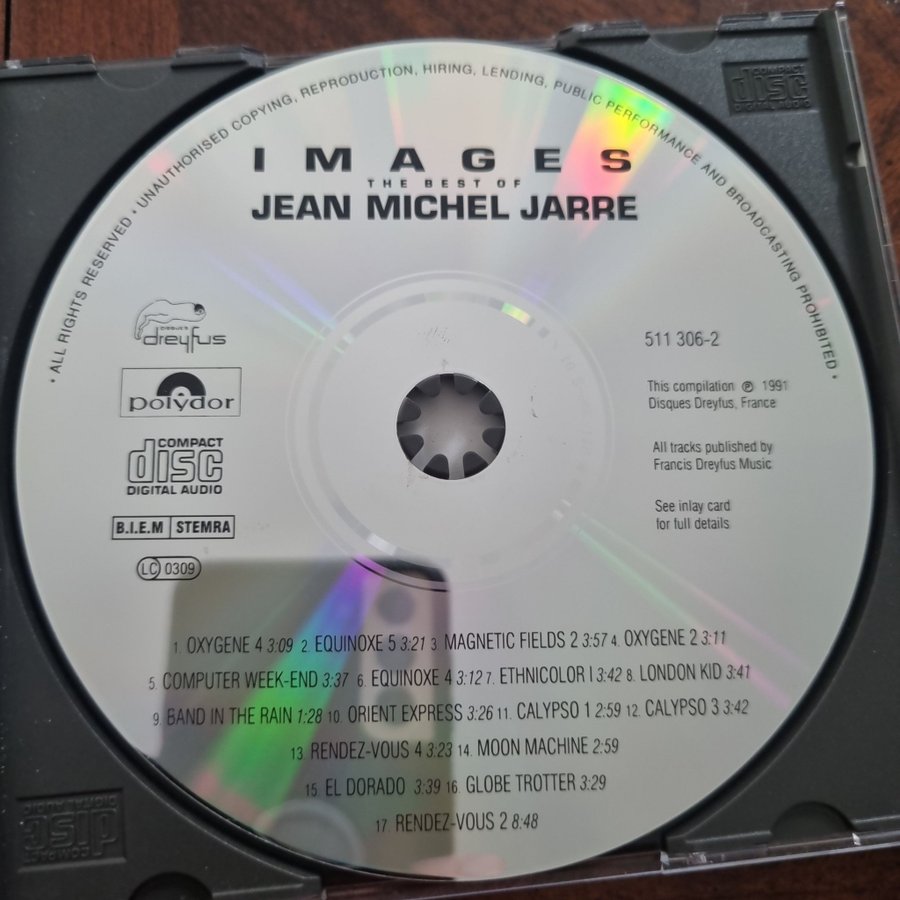 • ALL RIGHTS RESERVED • UNAUTHORISED COPYING, REPRODUCTION, HIRING, LENDING, PUBLIC PERFORMANCE AND BROADCASTING PROHIBITED •
COMPACT
disc
DIGITAL AUDIO
IMAGES
THE BEST OF
JEAN MICHEL JARRE
DISQUES
dreyfus
polydor
COMPACT
disc
DIGITAL AUDIO
B.I.E.M STEMRA
LC 0309
511 306-2
This compilation ℗ 1991
Disques Dreyfus, France
All tracks published by
Francis Dreyfus Music
See inlay card
for full details
1. OXYGENE 4 3:09 2. EQUINOXE 5 3:21 3. MAGNETIC FIELDS 2 3:57 4. OXYGENE 2 3:11
5. COMPUTER WEEK-END 3:37 6. EQUINOXE 4 3:12 7. ETHNICOLOR I 3:42 8. LONDON KID 3:41
9. BAND IN THE RAIN 1:28 10. ORIENT EXPRESS 3:26 11. CALYPSO 1 2:59 12. CALYPSO 3 3:42
13. RENDEZ-VOUS 4 3:23 14. MOON MACHINE 2:59
15. EL DORADO 3:39 16. GLOBE TROTTER 3:29
17. RENDEZ-VOUS 2 8:48
COMPACT
disc
DIGITAL AUDIO